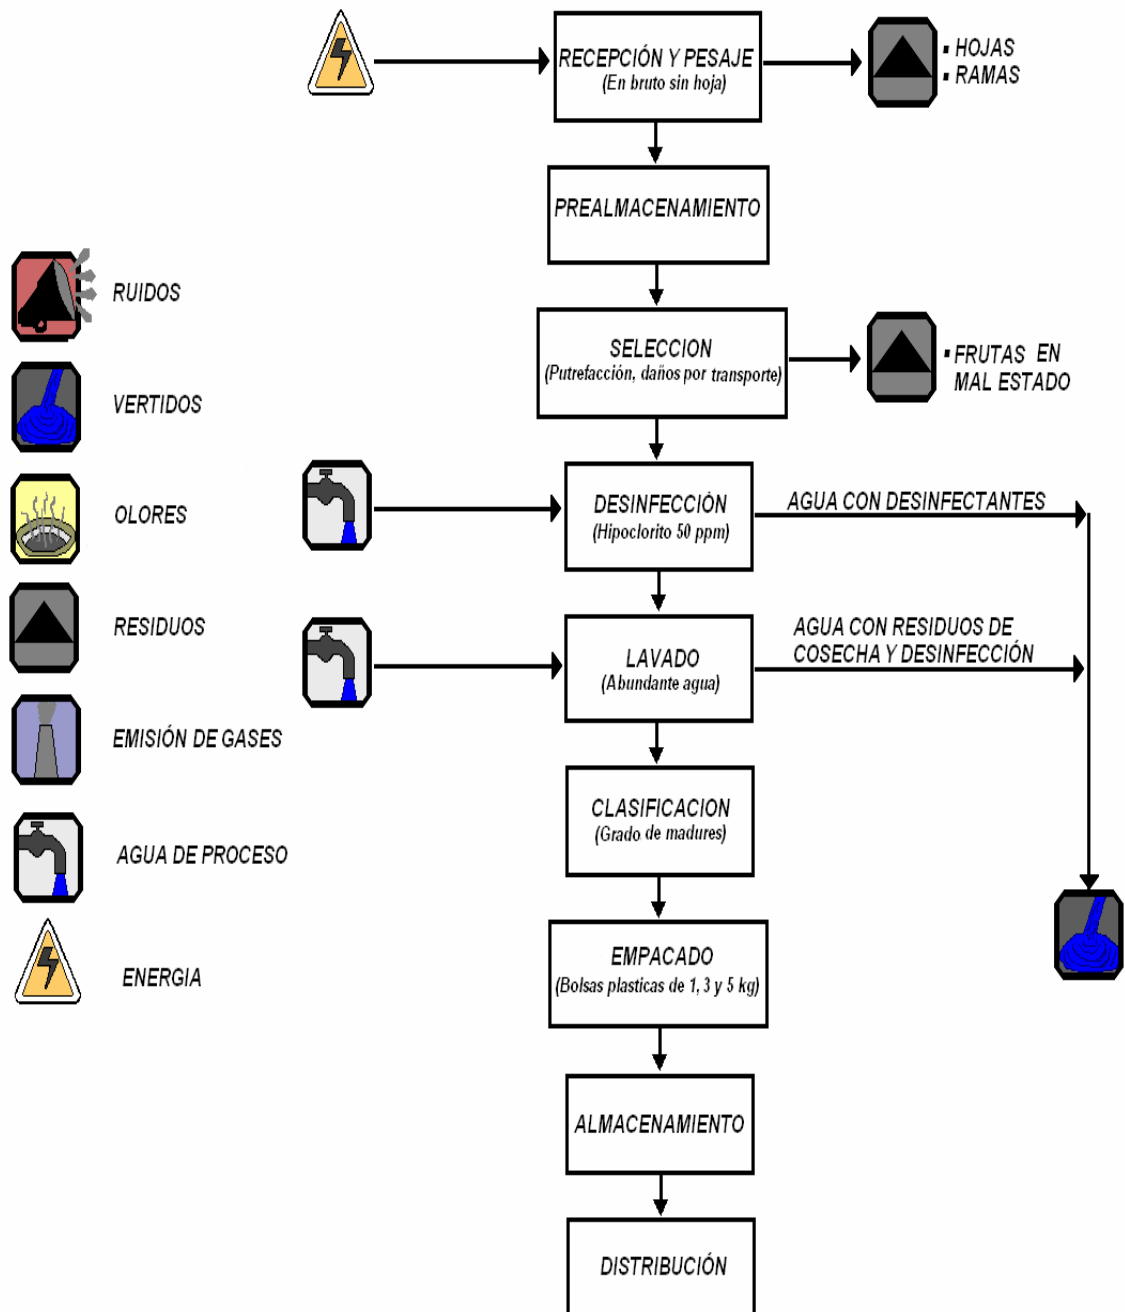 RECEPCIÓN Y PESAJE
(En bruto sin hoja)
▪ HOJAS
▪ RAMAS
PREALMACENAMIENTO
RUIDOS
SELECCION
(Putrefacción, daños por transporte)
▪ FRUTAS EN
MAL ESTADO
VERTIDOS
OLORES
DESINFECCIÓN
(Hipoclorito 50 ppm)
AGUA CON DESINFECTANTES
RESIDUOS
LAVADO
(Abundante agua)
AGUA CON RESIDUOS DE
COSECHA Y DESINFECCIÓN
EMISIÓN DE GASES
CLASIFICACION
(Grado de madures)
AGUA DE PROCESO
EMPACADO
(Bolsas plasticas de 1, 3 y 5 kg)
ENERGIA
ALMACENAMIENTO
DISTRIBUCIÓN